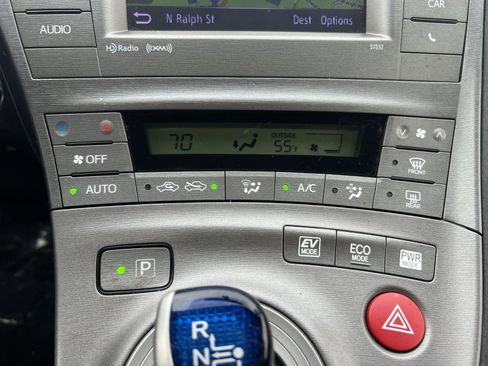 CAR
N Ralph St Dest Options
AUDIO
HD Radio ((XM)) 57032
70 OUTSIDE 55°F
OFF
FRONT
AUTO A/C REAR
P
EV MODE
ECO MODE
PWR MODE
R
N